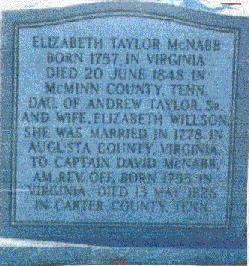 ELIZABETH TAYLOR McNABB
BORN 1757 IN VIRGINIA
DIED 20 JUNE 1848 IN
McMINN COUNTY, TENN.
DAU. OF ANDREW TAYLOR, Sr.
AND WIFE, ELIZABETH WILLSON.
SHE WAS MARRIED IN 1778 IN
AUGUSTA COUNTY, VIRGINIA
TO CAPTAIN DAVID McNABB,
AM. REV. OFF. BORN 1755 IN
VIRGINIA, DIED 13 MAY 1826
IN CARTER COUNTY, TENN.